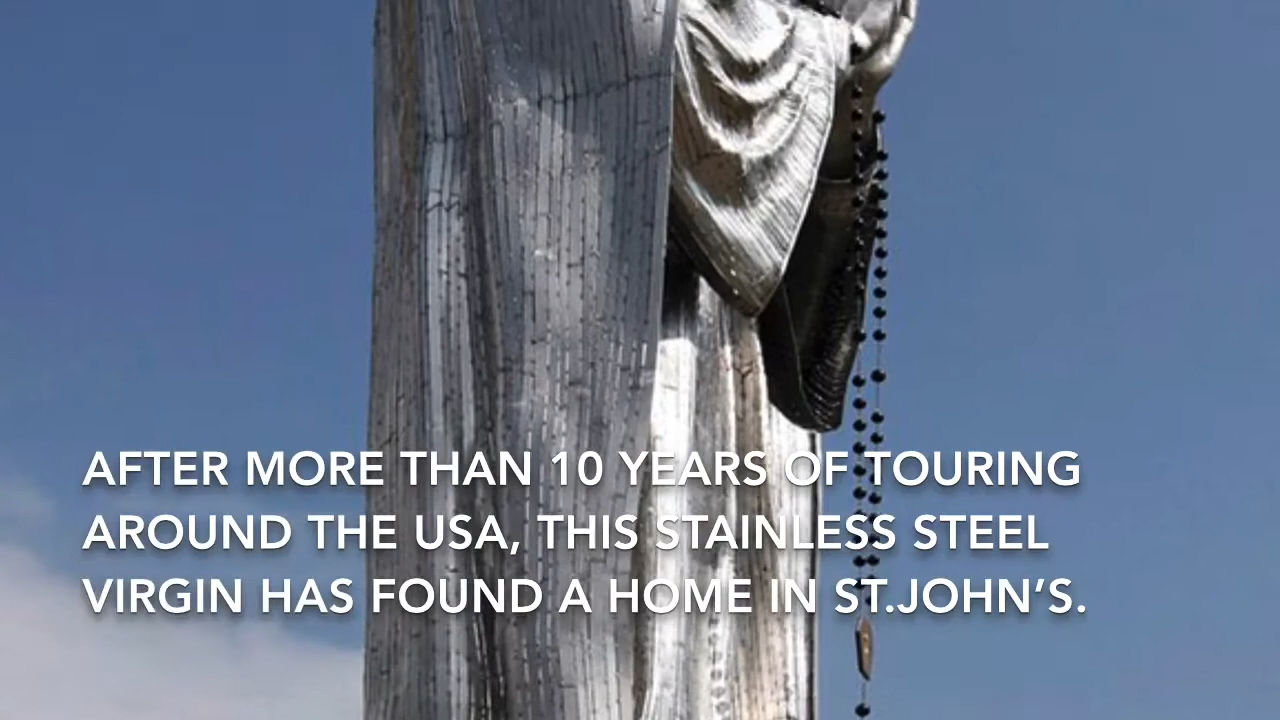 AFTER MORE THAN 10 YEARS OF TOURING
AROUND THE USA, THIS STAINLESS STEEL
VIRGIN HAS FOUND A HOME IN ST.JOHN’S.